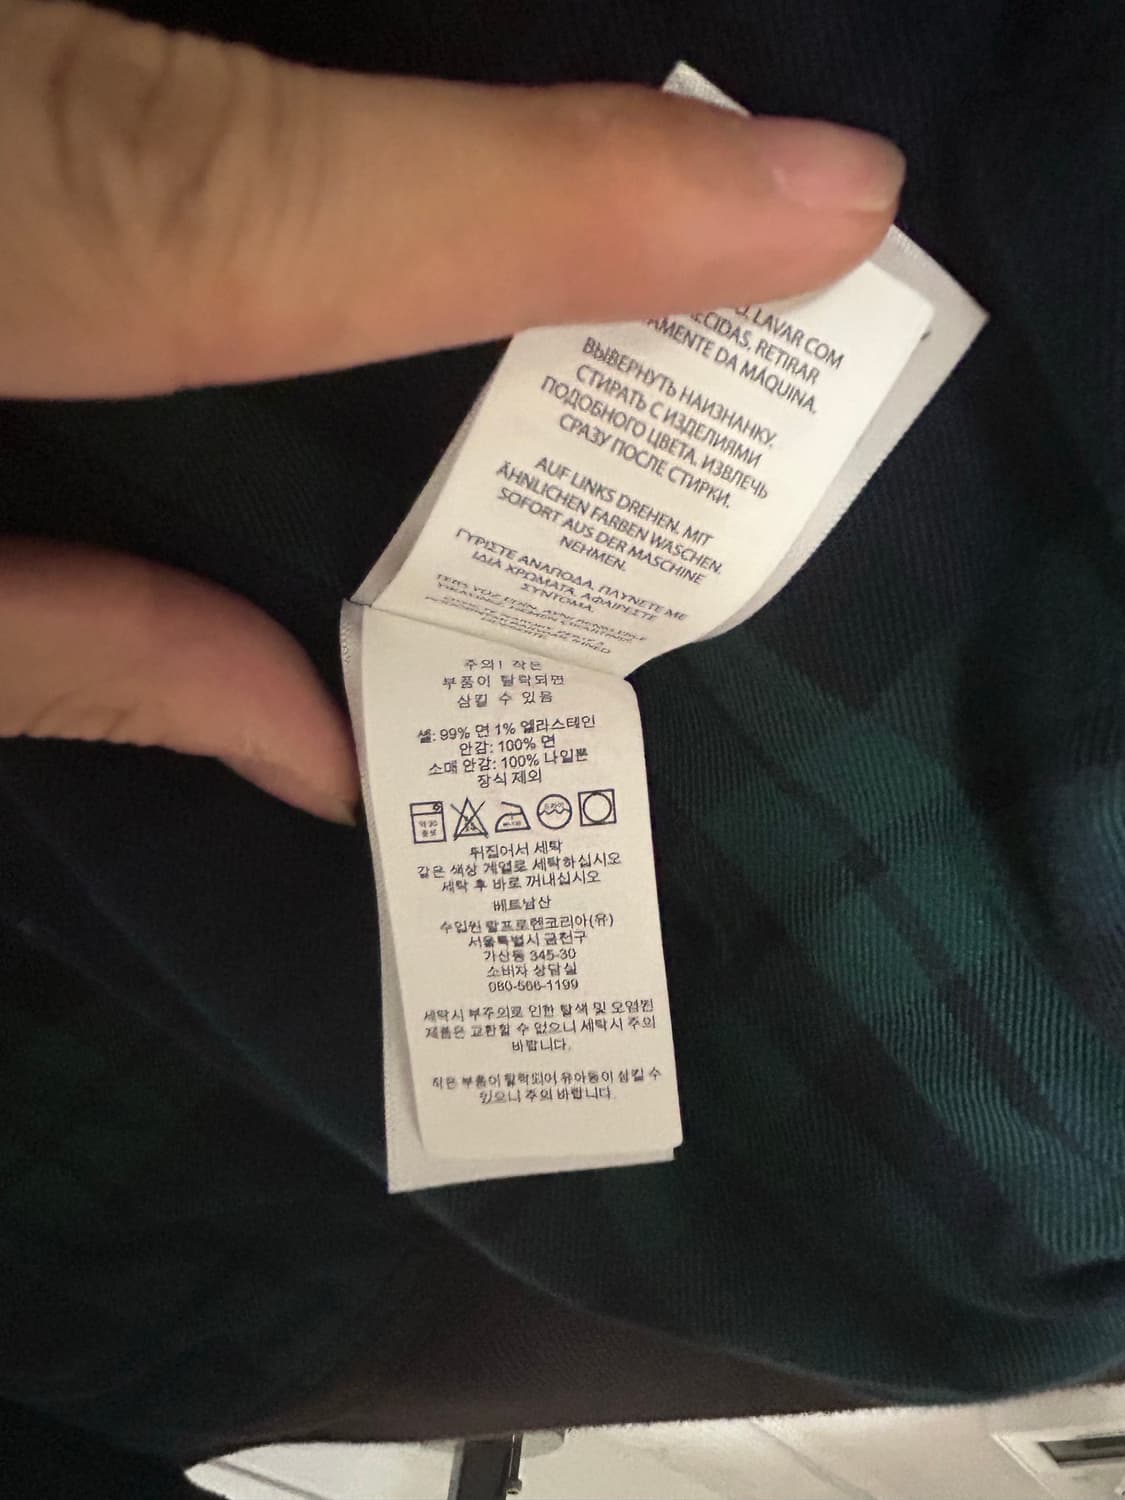 LAVAR COM
RETIRAR
DA MÁQUINA.
ВЫВЕРНУТЬ НАИЗНАНКУ.
СТИРАТЬ С ИЗДЕЛИЯМИ
ПОДОБНОГО ЦВЕТА. ИЗВЛЕЧЬ
СРАЗУ ПОСЛЕ СТИРКИ.
AUF LINKS DREHEN. MIT
ÄHNLICHEN FARBEN WASCHEN.
SOFORT AUS DER MASCHINE
NEHMEN.
ΓΥΡΙΣΤΕ ΑΝΑΠΟΔΑ. ΠΛΥΝΕΤΕ ΜΕ
ΙΔΙΑ ΧΡΩΜΑΤΑ. ΑΦΑΙΡΕΣΤΕ
ΣΥΝΤΟΜΑ.
주의! 작은
부품이 탈락되면
삼킬 수 있음
쉘: 99% 면 1% 엘라스테인
안감: 100% 면
소매 안감: 100% 나일론
장식 제외
약 30
중성
뒤집어서 세탁
같은 색상 계열로 세탁하십시오
세탁 후 바로 꺼내십시오
베트남산
수입원 랄프로렌코리아(유)
서울특별시 금천구
가산동 345-30
소비자 상담실
080-566-1199
세탁시 부주의로 인한 탈색 및 오염된
제품은 교환할 수 없으니 세탁시 주의
바랍니다.
작은 부품이 탈락되어 유아동이 삼킬 수
있으니 주의 바랍니다.